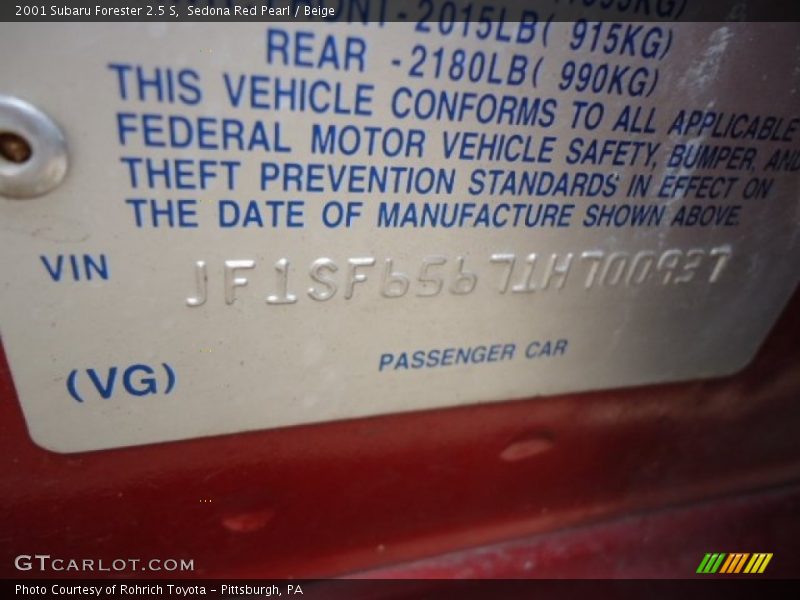 2001 Subaru Forester 2.5 S, Sedona Red Pearl / Beige
FRONT - 2015LB( 915KG)
REAR - 2180LB( 990KG)
THIS VEHICLE CONFORMS TO ALL APPLICABLE
FEDERAL MOTOR VEHICLE SAFETY, BUMPER, AND
THEFT PREVENTION STANDARDS IN EFFECT ON
THE DATE OF MANUFACTURE SHOWN ABOVE.
VIN JF1SF65671H700937
(VG) PASSENGER CAR
GTCARLOT.COM
Photo Courtesy of Rohrich Toyota - Pittsburgh, PA